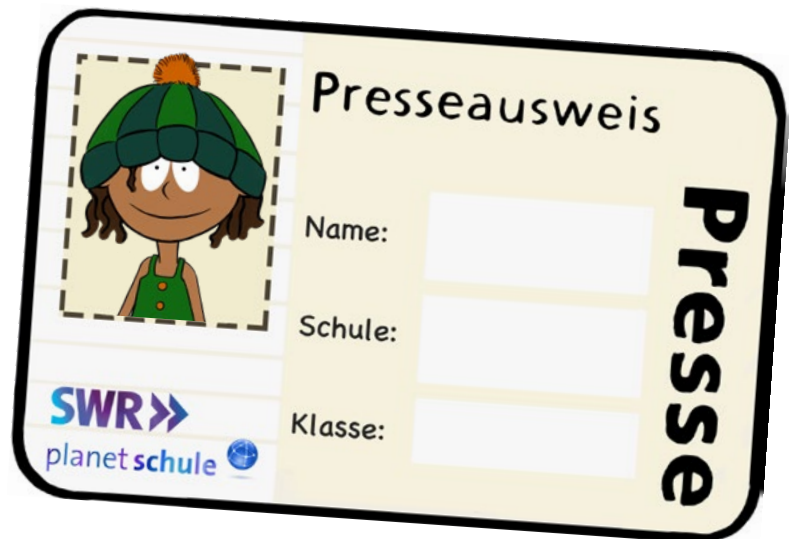 Presseausweis
Name:
Schule:
Klasse:
Presse
SWR»
planet schule